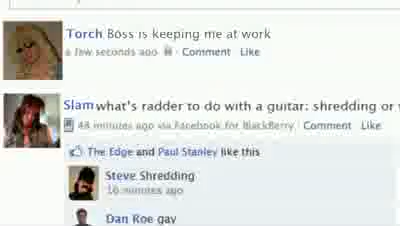 Torch Boss is keeping me at work
a few seconds ago · Comment · Like
Slam what's radder to do with a guitar: shredding or
48 minutes ago via Facebook for BlackBerry · Comment · Like
The Edge and Paul Stanley like this
Steve Shredding
16 minutes ago
Dan Roe gay